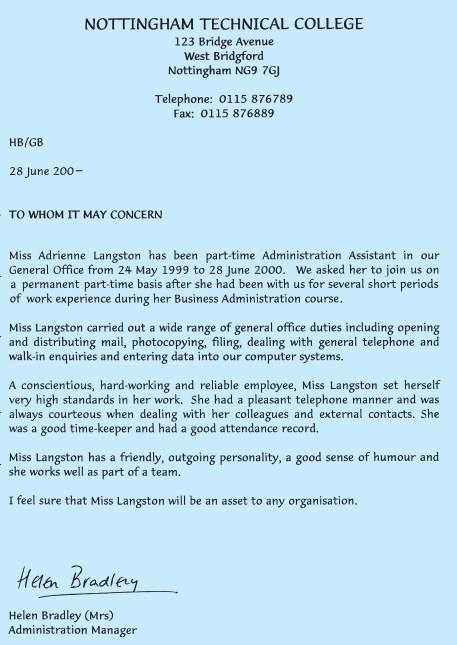 NOTTINGHAM TECHNICAL COLLEGE
123 Bridge Avenue
West Bridgford
Nottingham NG9 7GJ
Telephone: 0115 876789
Fax: 0115 876889
HB/GB
28 June 200–
TO WHOM IT MAY CONCERN
Miss Adrienne Langston has been part-time Administration Assistant in our
General Office from 24 May 1999 to 28 June 2000. We asked her to join us on
a permanent part-time basis after she had been with us for several short periods
of work experience during her Business Administration course.
Miss Langston carried out a wide range of general office duties including opening
and distributing mail, photocopying, filing, dealing with general telephone and
walk-in enquiries and entering data into our computer systems.
A conscientious, hard-working and reliable employee, Miss Langston set herself
very high standards in her work. She had a pleasant telephone manner and was
always courteous when dealing with her colleagues and external contacts. She
was a good time-keeper and had a good attendance record.
Miss Langston has a friendly, outgoing personality, a good sense of humour and
she works well as part of a team.
I feel sure that Miss Langston will be an asset to any organisation.
Helen Bradley
Helen Bradley (Mrs)
Administration Manager